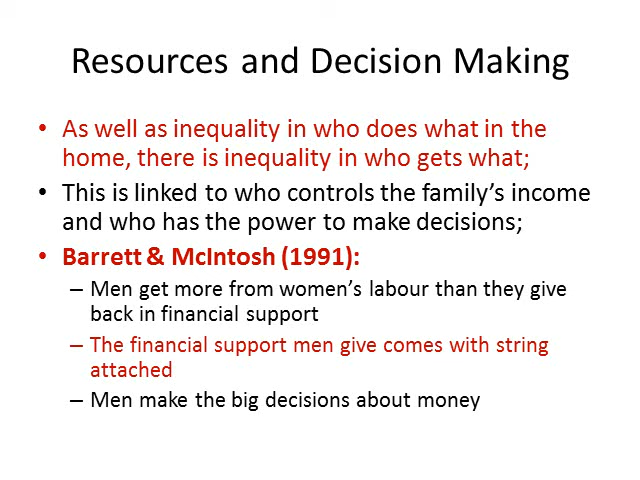 Resources and Decision Making
• As well as inequality in who does what in the
home, there is inequality in who gets what;
• This is linked to who controls the family's income
and who has the power to make decisions;
• Barrett & McIntosh (1991):
– Men get more from women's labour than they give
back in financial support
– The financial support men give comes with string
attached
– Men make the big decisions about money